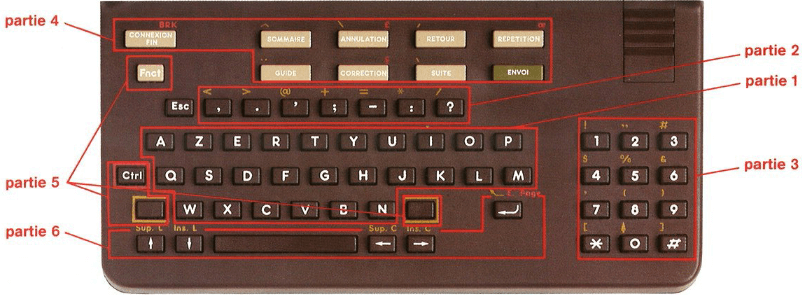 BRK
partie 4
CONNEXION FIN SOMMAIRE ANNULATION £ RETOUR REPETITION
Fnct GUIDE CORRECTION SUITE ENVOI
partie 2
< > @ + = * /
Esc , . ' ; - : ?
partie 1
A Z E R T Y U I O P
! " #
1 2 3
$ % &
Ctrl Q S D F G H J K L M
4 5 6
partie 3
partie 5
' ( )
W X C V B N
7 8 9
partie 6
Sup. L Ins. L Sup. C Ins. C
[ ]
↑ ↓ ← →
* 0 #